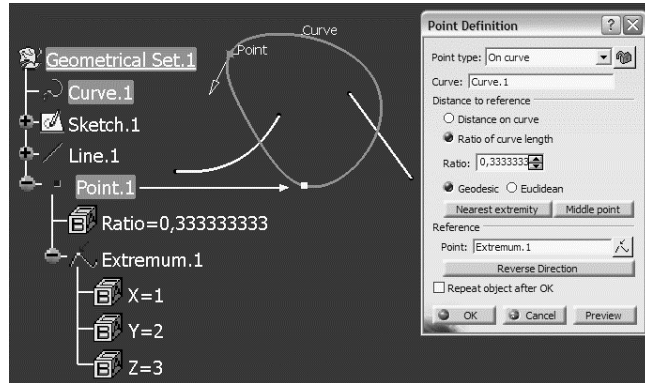 Curve
Point
Geometrical Set.1
Curve.1
Sketch.1
Line.1
Point.1
Ratio=0,333333333
Extremum.1
X=1
Y=2
Z=3
Point Definition
Point type: On curve
Curve: Curve.1
Distance to reference
Distance on curve
Ratio of curve length
Ratio: 0,3333333
Geodesic Euclidean
Nearest extremity Middle point
Reference
Point: Extremum.1
Reverse Direction
Repeat object after OK
OK Cancel Preview